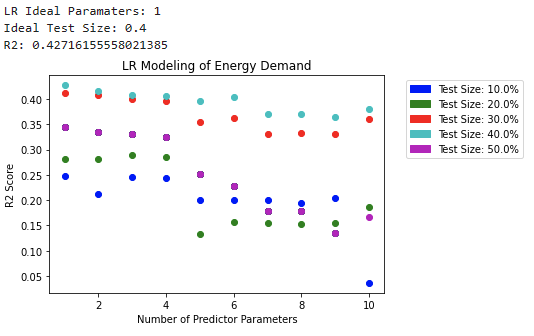 LR Ideal Paramaters: 1
Ideal Test Size: 0.4
R2: 0.42716155558021385
LR Modeling of Energy Demand
R2 Score
0.40
0.35
0.30
0.25
0.20
0.15
0.10
0.05
2 4 6 8 10
Number of Predictor Parameters
Test Size: 10.0%
Test Size: 20.0%
Test Size: 30.0%
Test Size: 40.0%
Test Size: 50.0%